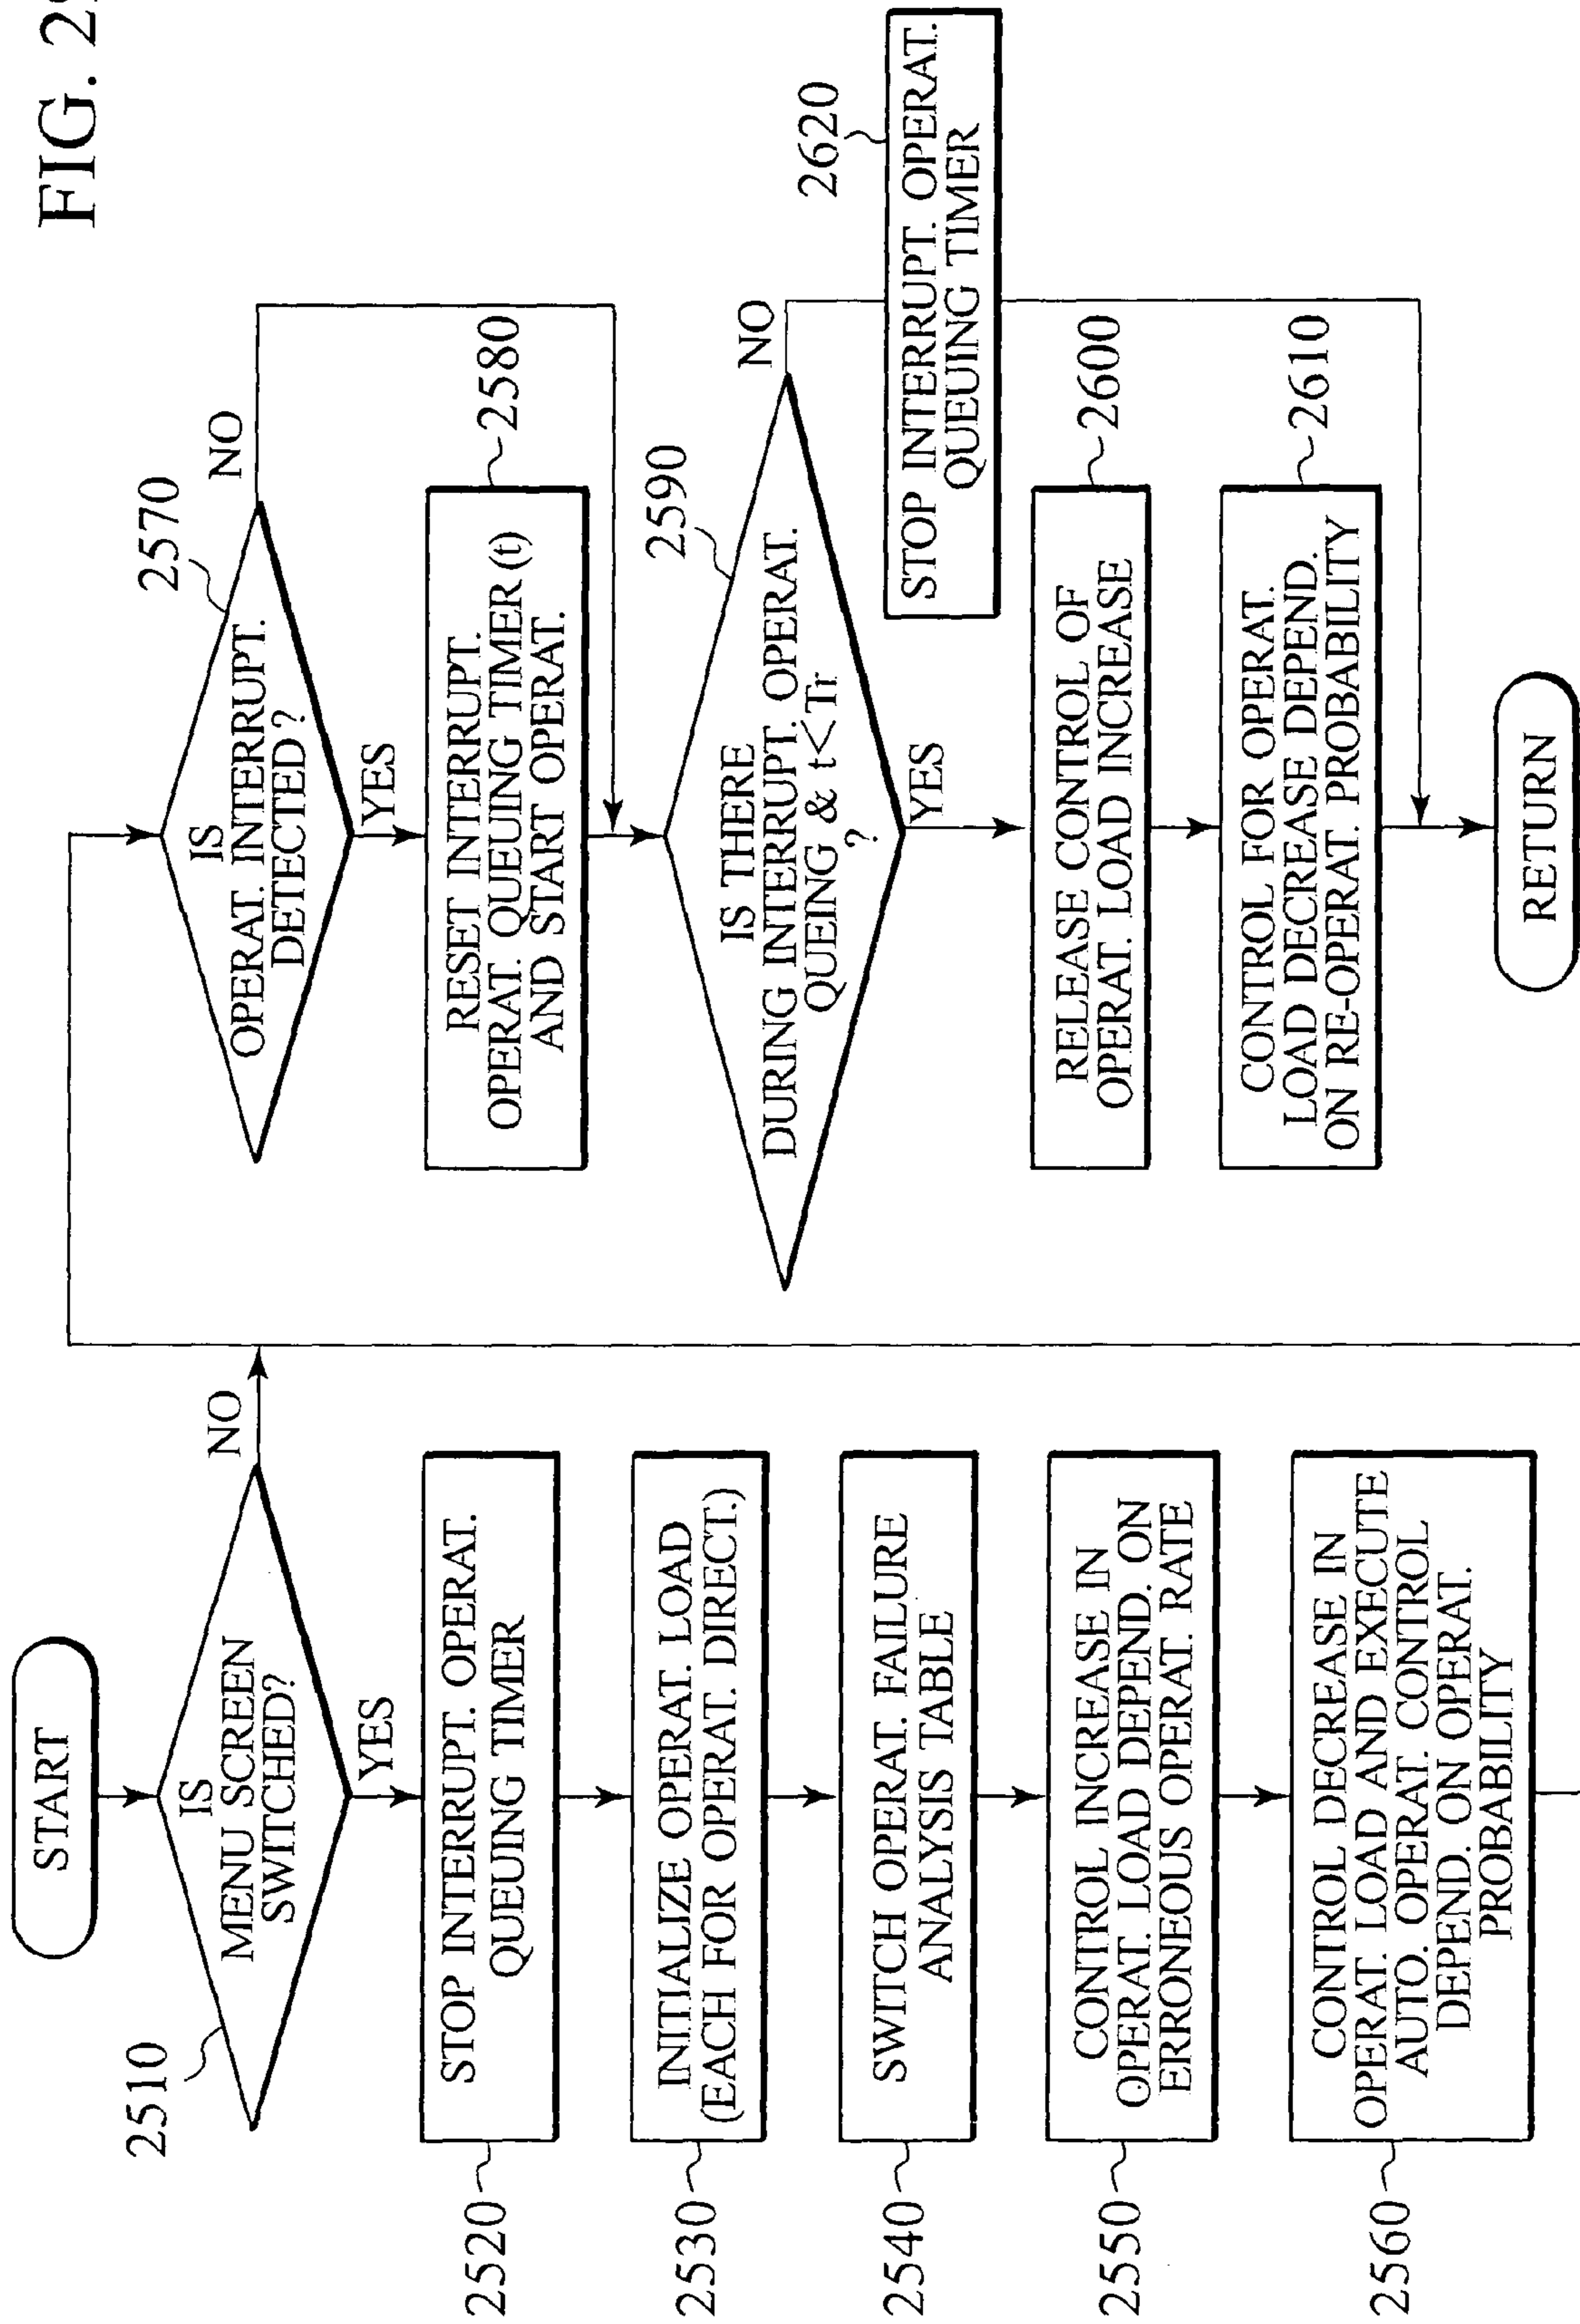 FIG. 2
START
IS
MENU SCREEN
SWITCHED?
2510
NO
YES
STOP INTERRUPT. OPERAT.
QUEUING TIMER
2520
INITIALIZE OPERAT. LOAD
(EACH FOR OPERAT. DIRECT.)
2530
SWITCH OPERAT. FAILURE
ANALYSIS TABLE
2540
CONTROL INCREASE IN
OPERAT. LOAD DEPEND. ON
ERRONEOUS OPERAT. RATE
2550
CONTROL DECREASE IN
OPERAT. LOAD AND EXECUTE
AUTO. OPERAT. CONTROL
DEPEND. ON OPERAT.
PROBABILITY
2560
IS
OPERAT. INTERRUPT.
DETECTED?
2570
NO
YES
RESET INTERRUPT.
OPERAT. QUEUING TIMER (t)
AND START OPERAT.
2580
IS THERE
DURING INTERRUPT. OPERAT.
QUEING & t<Tr
?
2590
NO
YES
STOP INTERRUPT. OPERAT.
QUEUING TIMER
2620
RELEASE CONTROL OF
OPERAT. LOAD INCREASE
2600
CONTROL FOR OPERAT.
LOAD DECREASE DEPEND.
ON RE-OPERAT. PROBABILITY
2610
RETURN